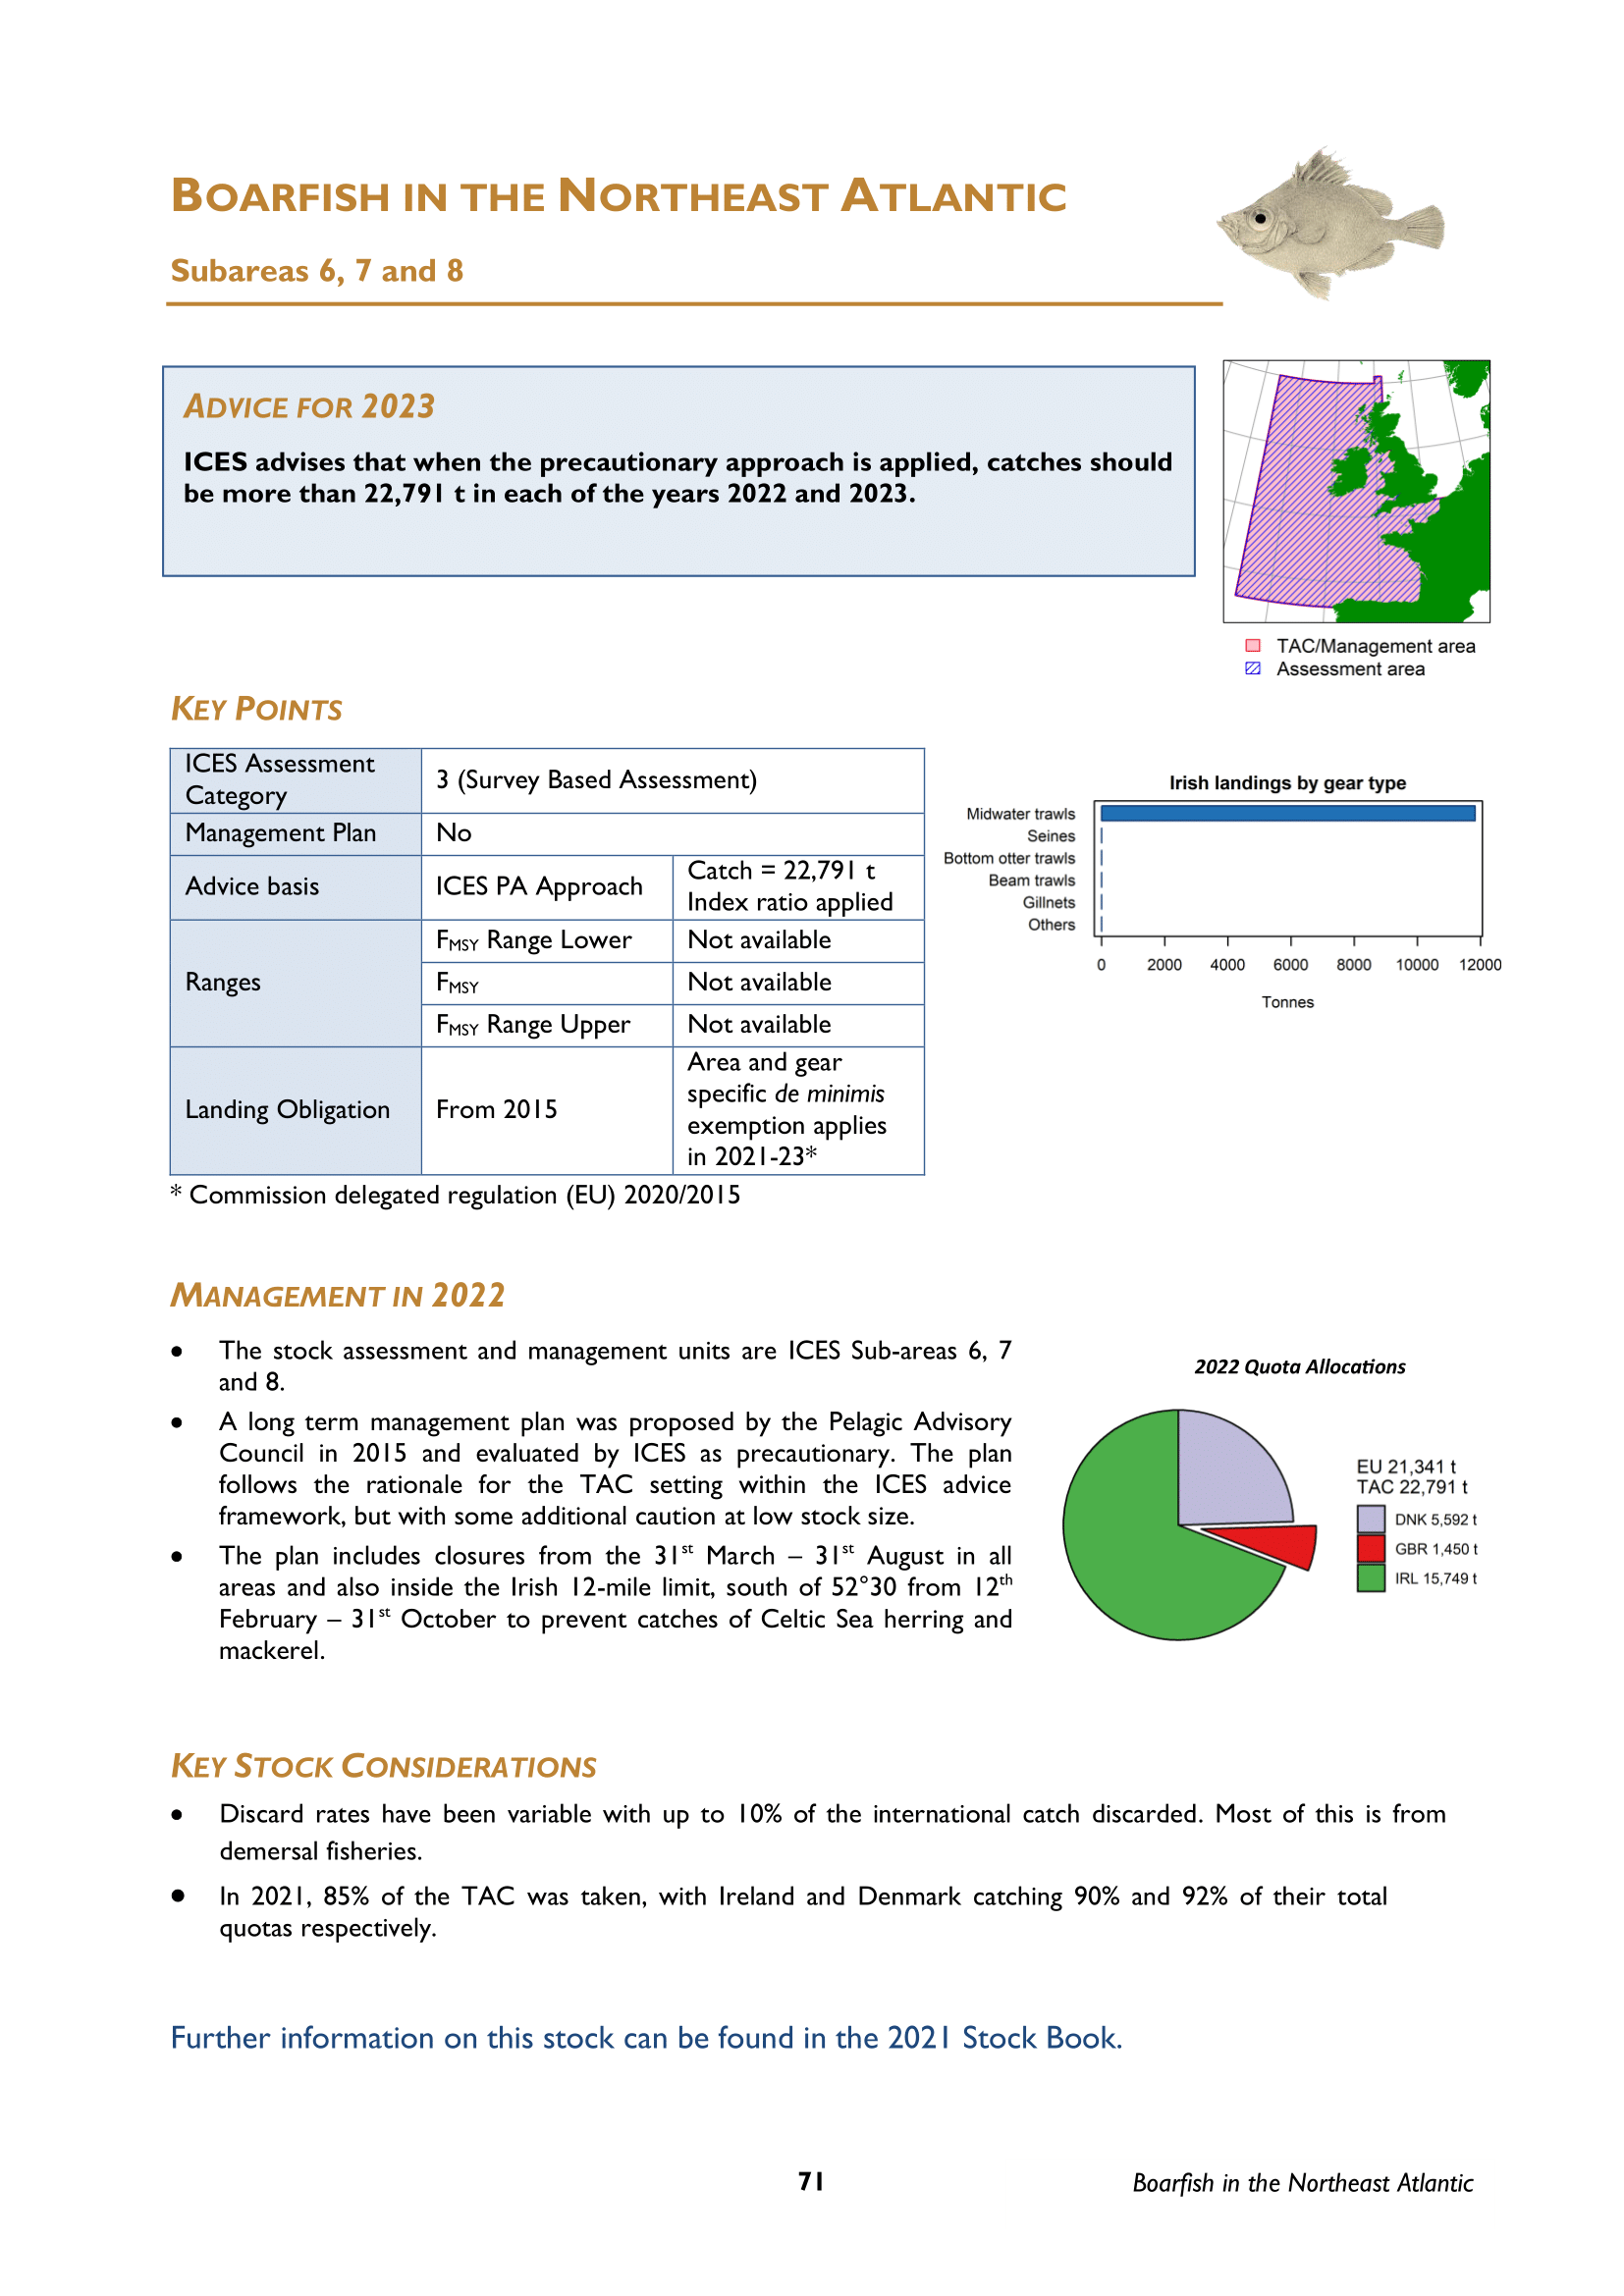 BOARFISH IN THE NORTHEAST ATLANTIC
Subareas 6, 7 and 8
ADVICE FOR 2023
ICES advises that when the precautionary approach is applied, catches should
be more than 22,791 t in each of the years 2022 and 2023.
TAC/Management area
Assessment area
KEY POINTS
ICES Assessment
Category
3 (Survey Based Assessment)
Management Plan
No
Advice basis
ICES PA Approach
Catch = 22,791 t
Index ratio applied
Ranges
FMSY Range Lower
Not available
FMSY
Not available
FMSY Range Upper
Not available
Landing Obligation
From 2015
Area and gear
specific de minimis
exemption applies
in 2021-23*
* Commission delegated regulation (EU) 2020/2015
Irish landings by gear type
Midwater trawls
Seines
Bottom otter trawls
Beam trawls
Gillnets
Others
0 2000 4000 6000 8000 10000 12000
Tonnes
MANAGEMENT IN 2022
• The stock assessment and management units are ICES Sub-areas 6, 7
and 8.
• A long term management plan was proposed by the Pelagic Advisory
Council in 2015 and evaluated by ICES as precautionary. The plan
follows the rationale for the TAC setting within the ICES advice
framework, but with some additional caution at low stock size.
• The plan includes closures from the 31st March – 31st August in all
areas and also inside the Irish 12-mile limit, south of 52°30 from 12th
February – 31st October to prevent catches of Celtic Sea herring and
mackerel.
2022 Quota Allocations
EU 21,341 t
TAC 22,791 t
DNK 5,592 t
GBR 1,450 t
IRL 15,749 t
KEY STOCK CONSIDERATIONS
• Discard rates have been variable with up to 10% of the international catch discarded. Most of this is from
demersal fisheries.
• In 2021, 85% of the TAC was taken, with Ireland and Denmark catching 90% and 92% of their total
quotas respectively.
Further information on this stock can be found in the 2021 Stock Book.
71
Boarfish in the Northeast Atlantic